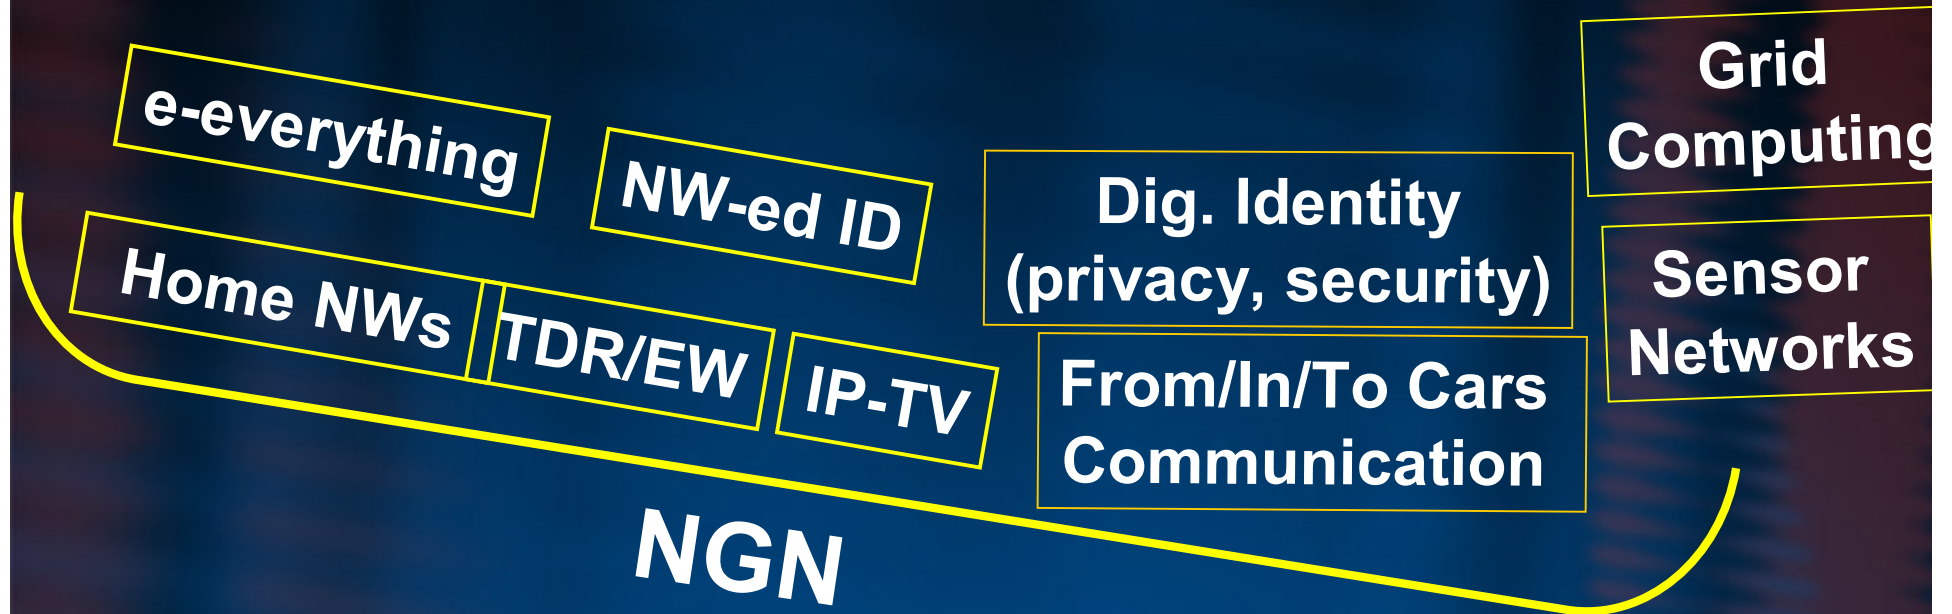 e-everything
NW-ed ID
Home NWs
TDR/EW
IP-TV
Dig. Identity
(privacy, security)
From/In/To Cars
Communication
Grid
Computing
Sensor
Networks
NGN